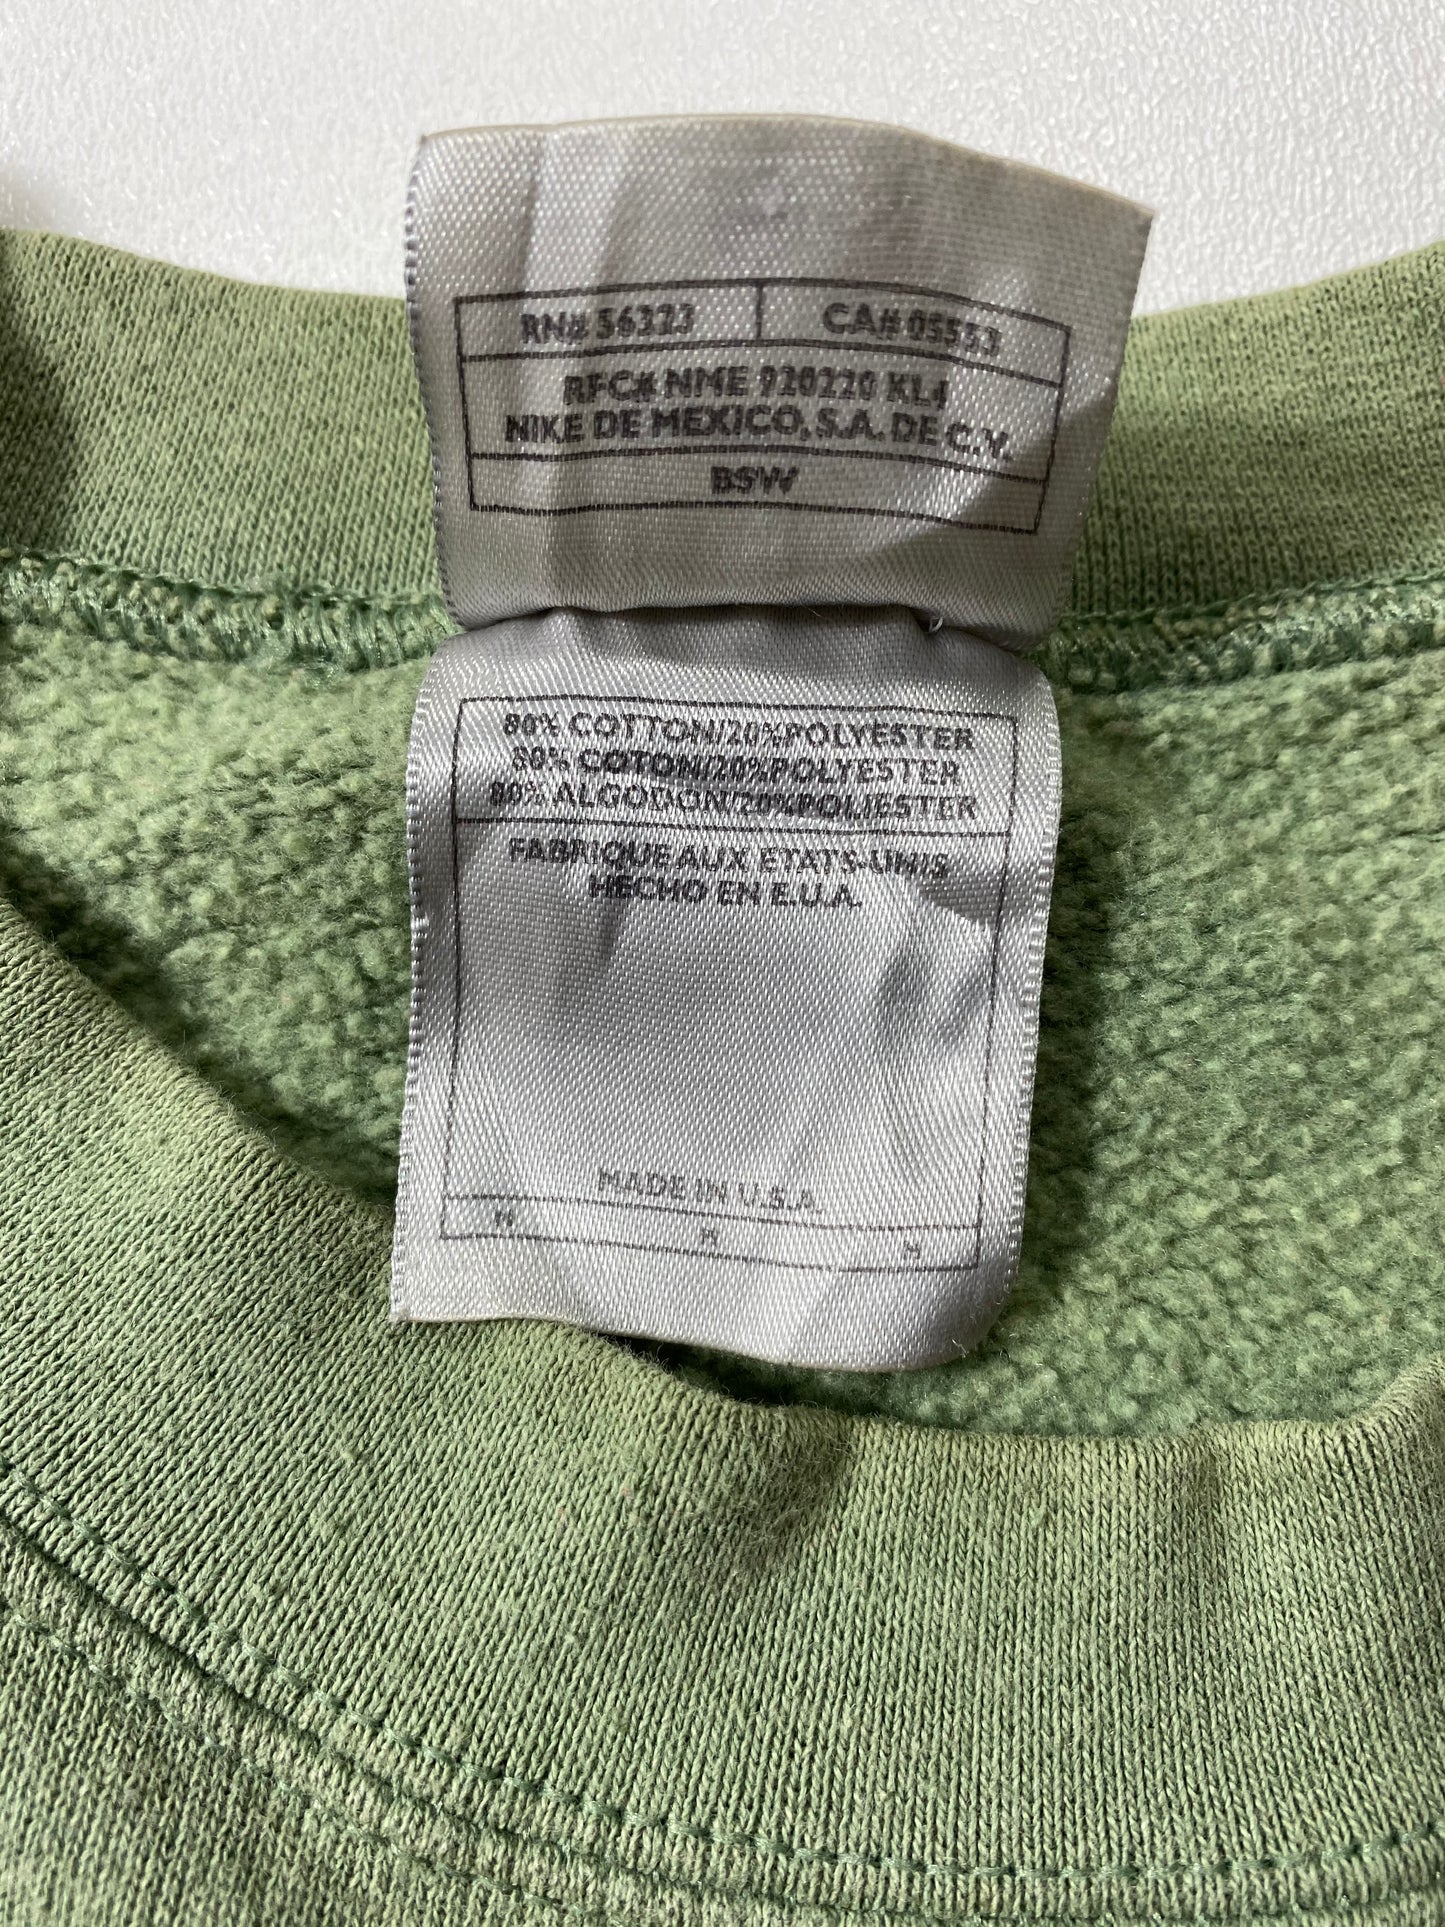 RN# 56323 CA# 05553
RFC# NME 920220 KL4
NIKE DE MEXICO, S.A. DE C.V.
BSW
80% COTTON/20%POLYESTER
80% COTON/20%POLYESTER
80% ALGODON/20%POLIESTER
FABRIQUE AUX ETATS-UNIS
HECHO EN E.U.A.
MADE IN U.S.A